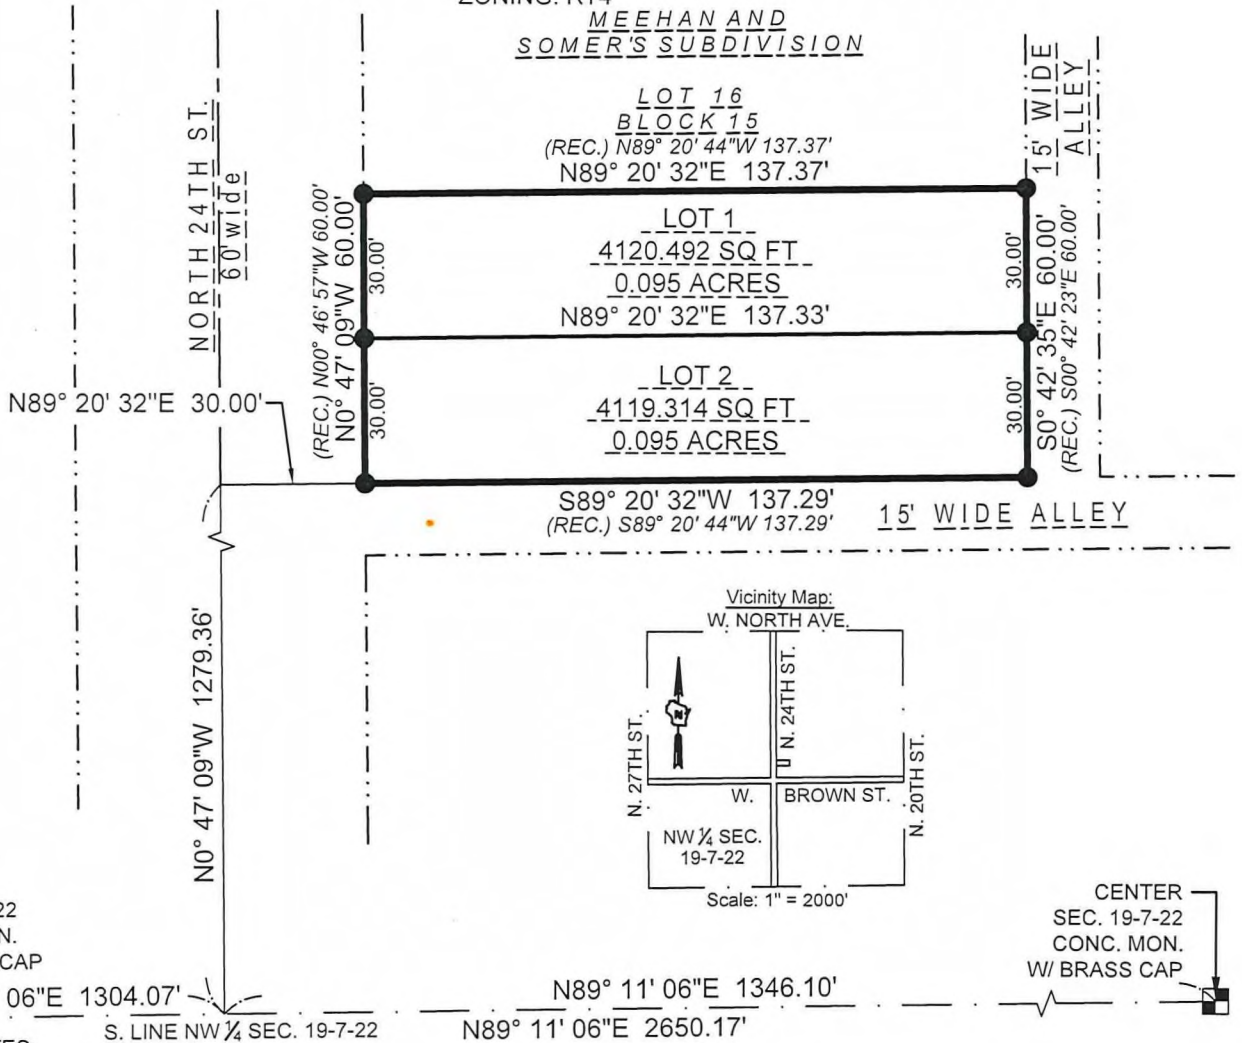 ZONING: RT4
MEEHAN AND
SOMER'S SUBDIVISION
LOT 16
BLOCK 15
(REC.) N89° 20' 44"W 137.37'
N89° 20' 32"E 137.37'
15' WIDE
ALLEY
NORTH 24TH ST.
60' wide
(REC.) N00° 46' 57"W 60.00'
N0° 47' 09"W 60.00'
30.00'
30.00'
LOT 1
4120.492 SQ FT
0.095 ACRES
N89° 20' 32"E 137.33'
30.00'
30.00'
S0° 42' 35"E 60.00'
(REC.) S00° 42' 23"E 60.00'
LOT 2
4119.314 SQ FT
0.095 ACRES
N89° 20' 32"E 30.00'
S89° 20' 32"W 137.29'
(REC.) S89° 20' 44"W 137.29'
15' WIDE ALLEY
N0° 47' 09"W 1279.36'
Vicinity Map:
W. NORTH AVE.
N. 24TH ST.
N
N. 27TH ST.
N. 20TH ST.
W. BROWN ST.
NW ¼ SEC.
19-7-22
Scale: 1" = 2000'
CENTER
SEC. 19-7-22
CONC. MON.
W/ BRASS CAP
22
N.
CAP
06"E 1304.07'
N89° 11' 06"E 1346.10'
S. LINE NW ¼ SEC. 19-7-22
N89° 11' 06"E 2650.17'